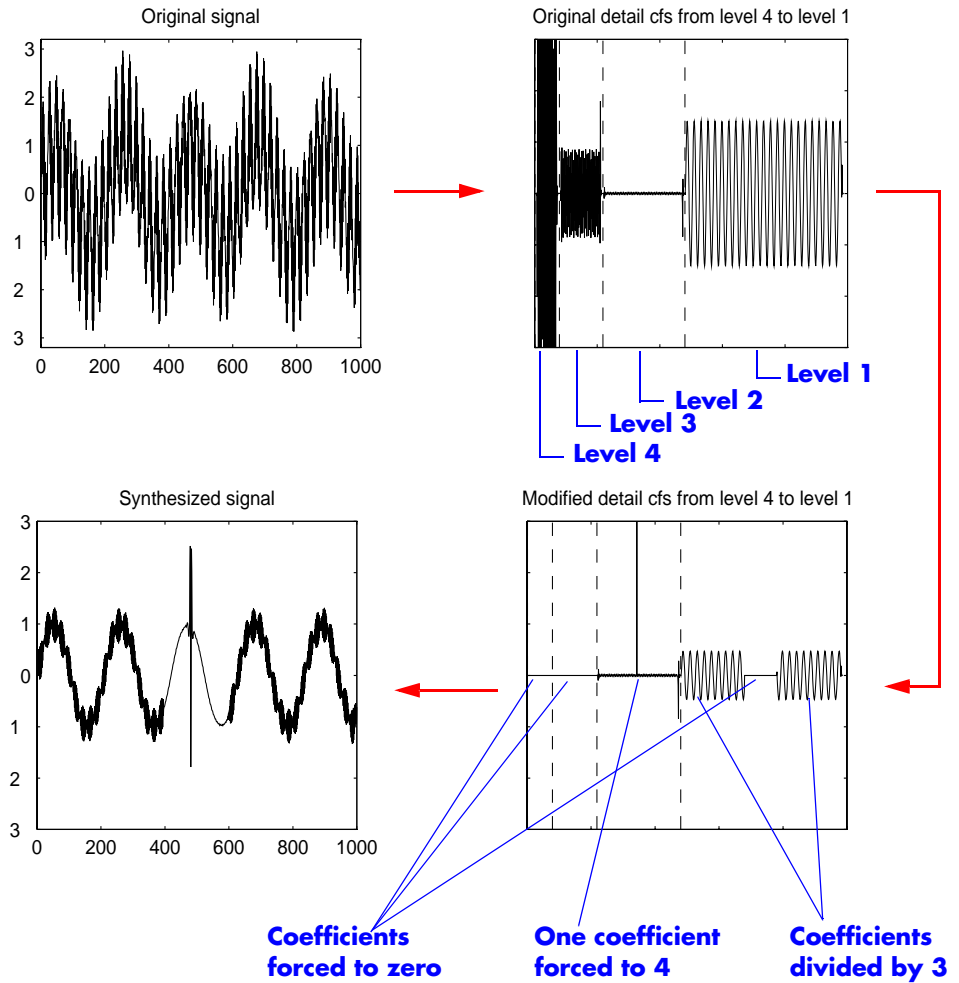 Original signal
Original detail cfs from level 4 to level 1
3
2
1
0
1
2
3
0 200 400 600 800 1000
Level 1
Level 2
Level 3
Level 4
Synthesized signal
Modified detail cfs from level 4 to level 1
3
2
1
0
1
2
3
0 200 400 600 800 1000
Coefficients
forced to zero
One coefficient
forced to 4
Coefficients
divided by 3